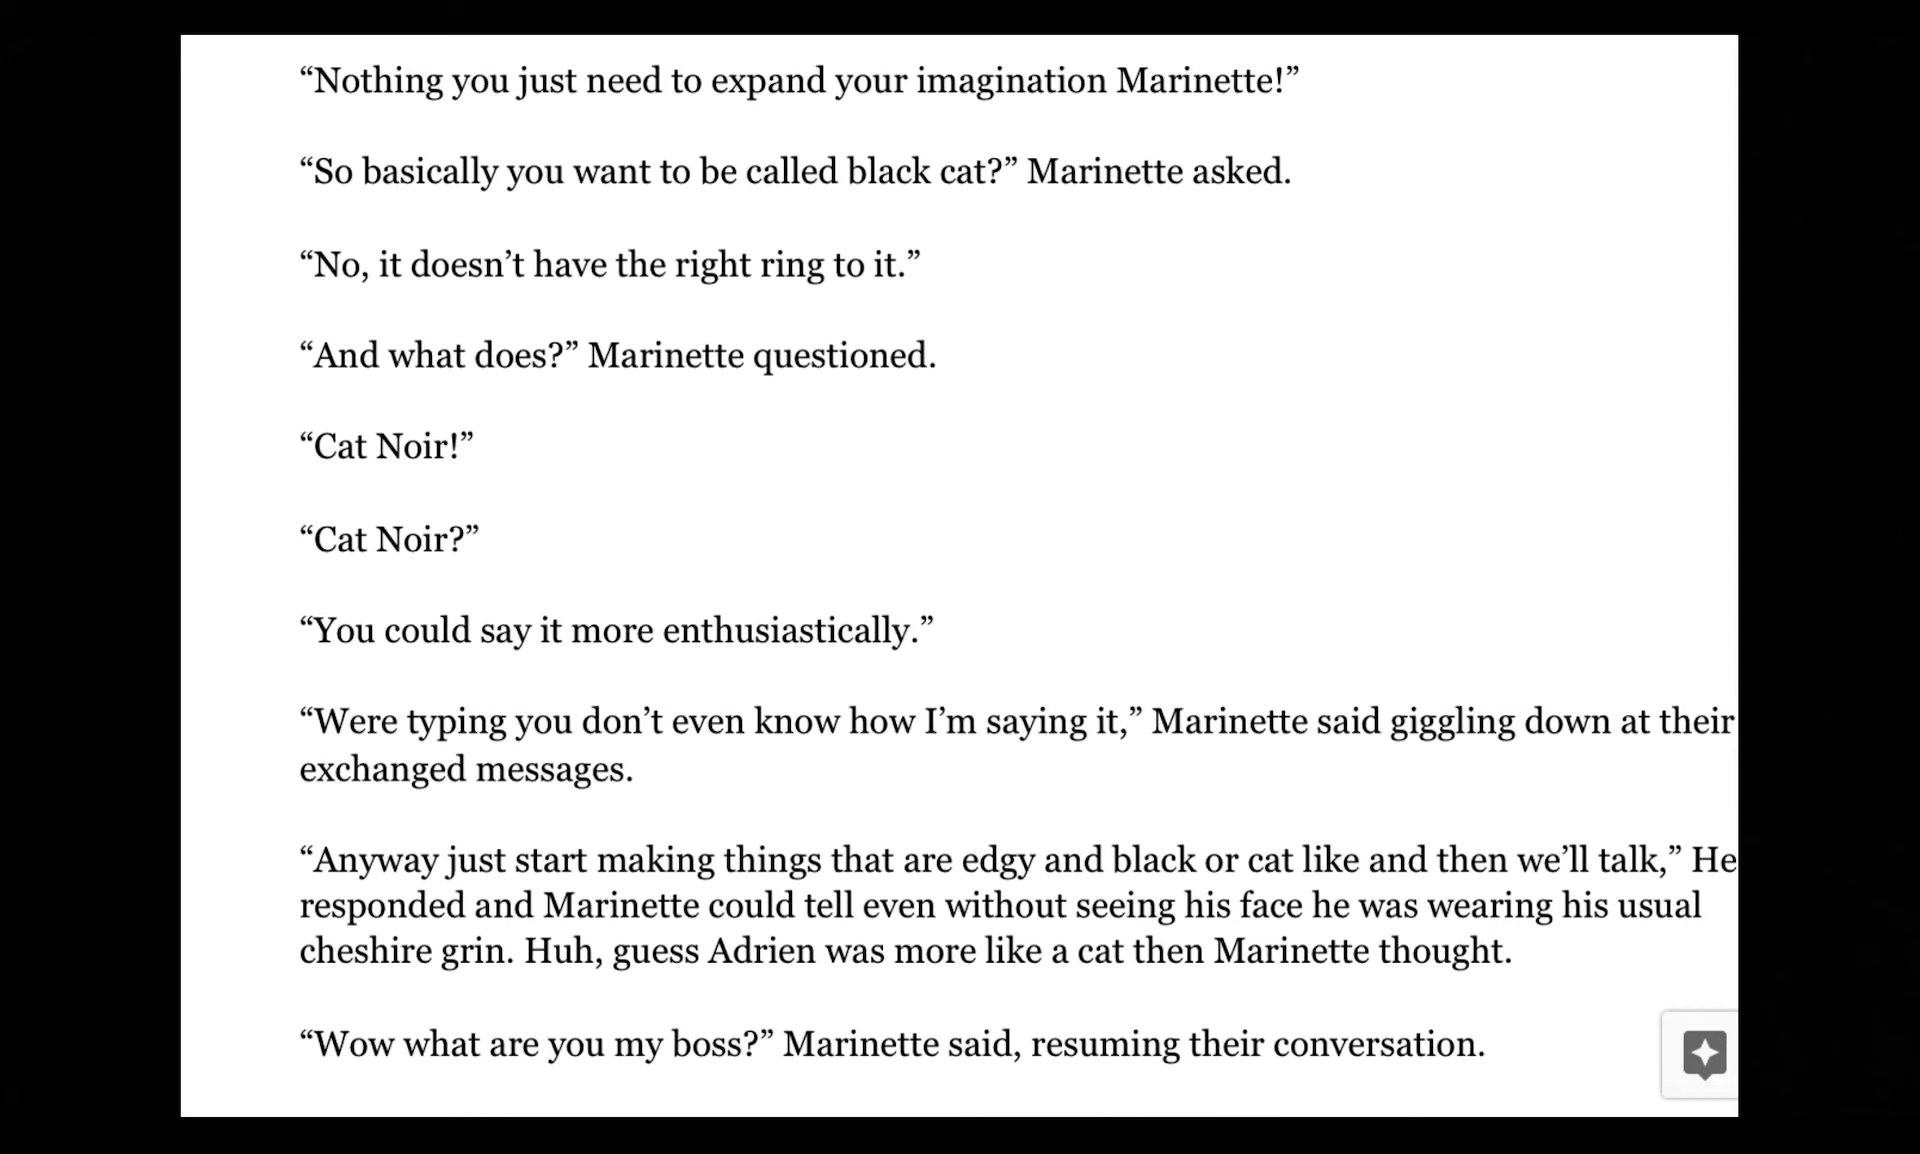 “Nothing you just need to expand your imagination Marinette!”
“So basically you want to be called black cat?” Marinette asked.
“No, it doesn’t have the right ring to it.”
“And what does?” Marinette questioned.
“Cat Noir!”
“Cat Noir?”
“You could say it more enthusiastically.”
“Were typing you don’t even know how I’m saying it,” Marinette said giggling down at their
exchanged messages.
“Anyway just start making things that are edgy and black or cat like and then we’ll talk,” He
responded and Marinette could tell even without seeing his face he was wearing his usual
cheshire grin. Huh, guess Adrien was more like a cat then Marinette thought.
“Wow what are you my boss?” Marinette said, resuming their conversation.